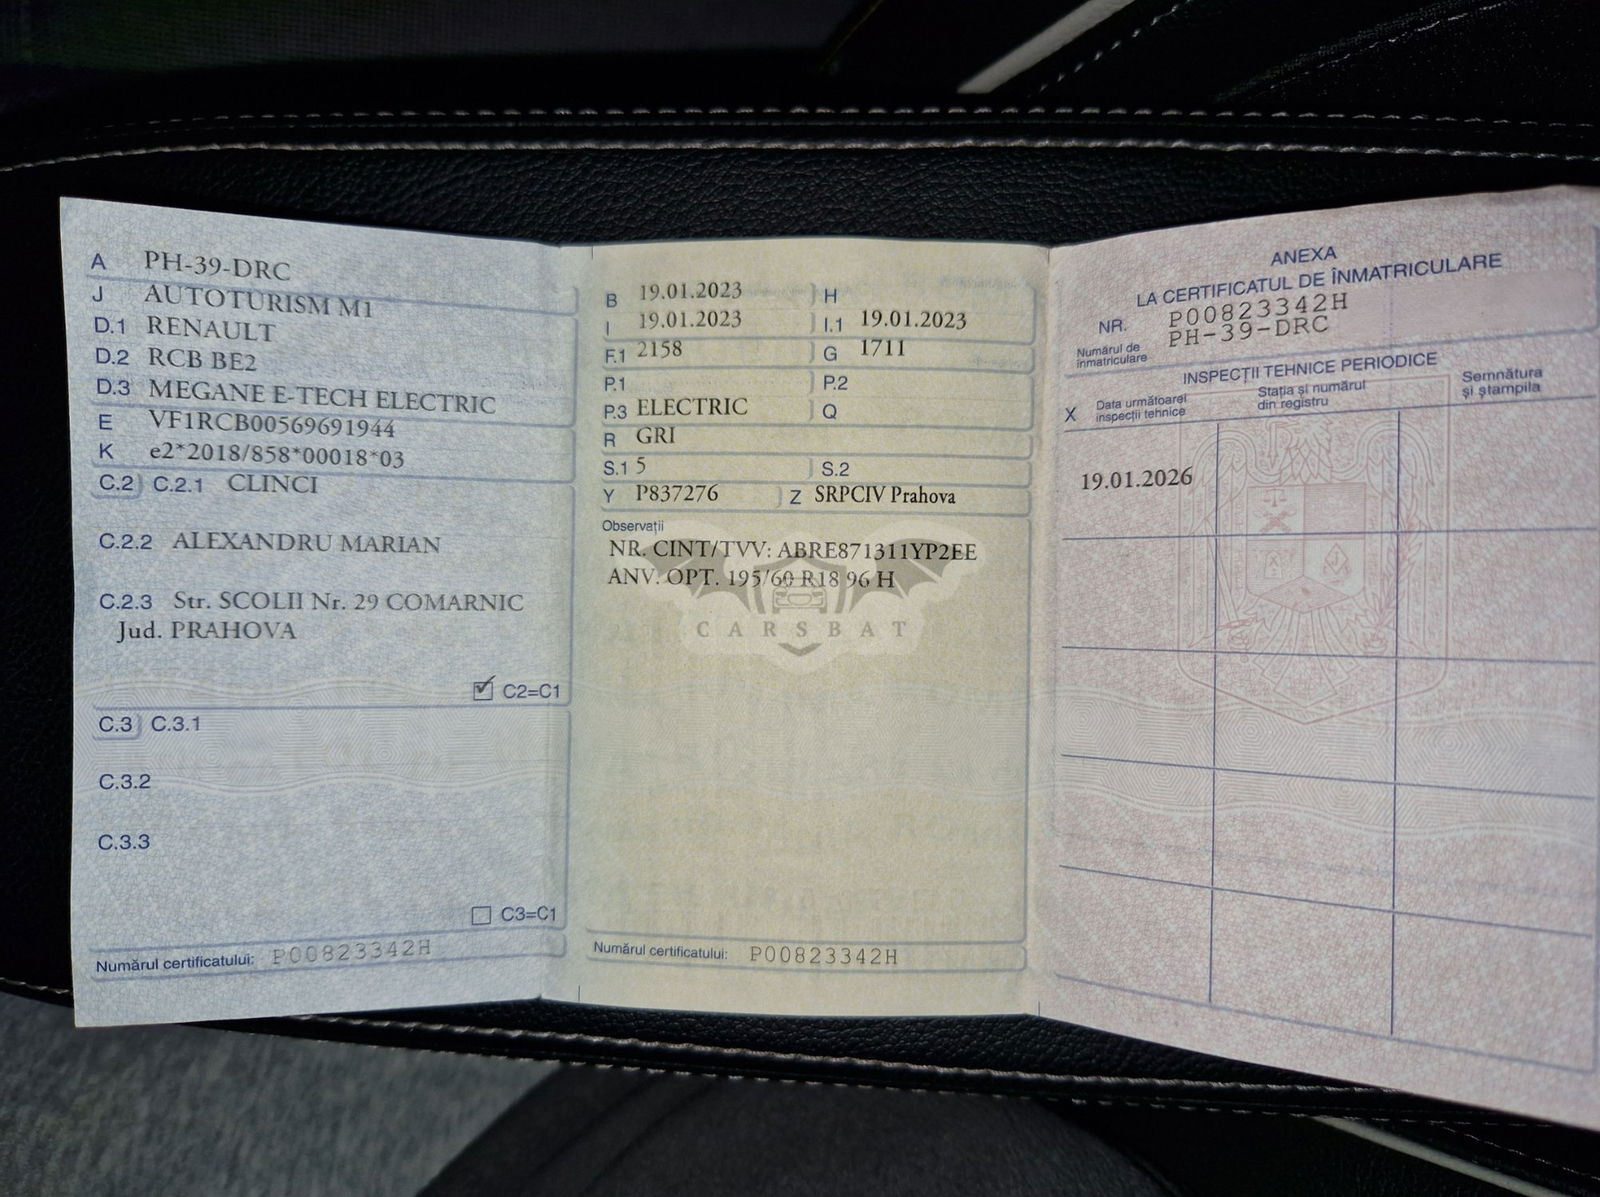 A PH-39-DRC
J AUTOTURISM M1
D.1 RENAULT
D.2 RCB BE2
D.3 MEGANE E-TECH ELECTRIC
E VF1RCB00569691944
K e2*2018/858*00018*03
C.2 C.2.1 CLINCI
C.2.2 ALEXANDRU MARIAN
C.2.3 Str. SCOLII Nr. 29 COMARNIC
Jud. PRAHOVA
C2=C1
C.3 C.3.1
C.3.2
C.3.3
C3=C1
Numărul certificatului: P00823342H
B 19.01.2023 H
I 19.01.2023 I.1 19.01.2023
F.1 2158 G 1711
P.1 P.2
P.3 ELECTRIC Q
R GRI
S.1 5 S.2
Y P837276 Z SRPCIV Prahova
Observații
NR. CINT/TVV: ABRE871311YP2EE
ANV. OPT. 195/60 R18 96 H
CARSBAT
Numărul certificatului: P00823342H
ANEXA
LA CERTIFICATUL DE ÎNMATRICULARE
NR. P00823342H
Numărul de înmatriculare PH-39-DRC
INSPECȚII TEHNICE PERIODICE
X Data următoarei inspecții tehnice Stația și numărul din registru Semnătura și ștampila
19.01.2026